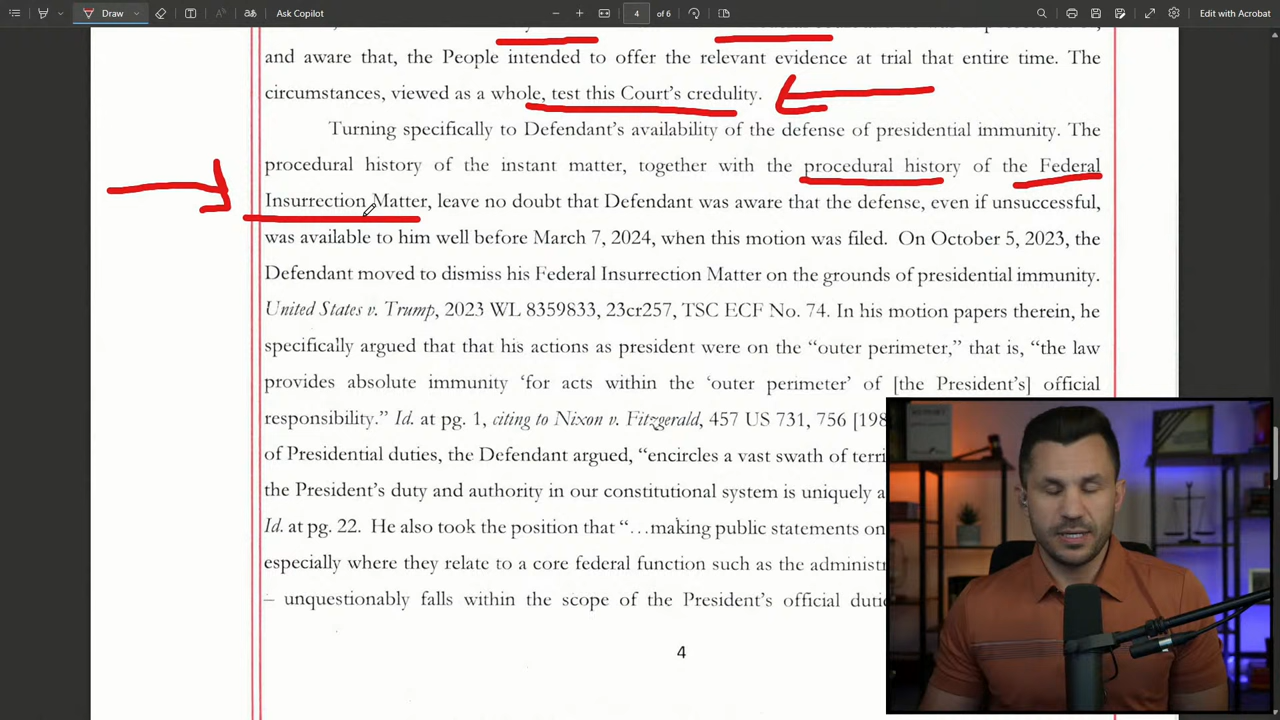 Draw
Ask Copilot
4 of 6
Edit with Acrobat
and aware that, the People intended to offer the relevant evidence at trial that entire time. The
circumstances, viewed as a whole, test this Court's credulity.
Turning specifically to Defendant's availability of the defense of presidential immunity. The
procedural history of the instant matter, together with the procedural history of the Federal
Insurrection Matter, leave no doubt that Defendant was aware that the defense, even if unsuccessful,
was available to him well before March 7, 2024, when this motion was filed. On October 5, 2023, the
Defendant moved to dismiss his Federal Insurrection Matter on the grounds of presidential immunity.
United States v. Trump, 2023 WL 8359833, 23cr257, TSC ECF No. 74. In his motion papers therein, he
specifically argued that that his actions as president were on the “outer perimeter,” that is, “the law
provides absolute immunity ‘for acts within the ‘outer perimeter’ of [the President’s] official
responsibility.” Id. at pg. 1, citing to Nixon v. Fitzgerald, 457 US 731, 756 [198
of Presidential duties, the Defendant argued, “encircles a vast swath of terri
the President's duty and authority in our constitutional system is uniquely a
Id. at pg. 22. He also took the position that “…making public statements on
especially where they relate to a core federal function such as the administr
– unquestionably falls within the scope of the President's official dutie
4